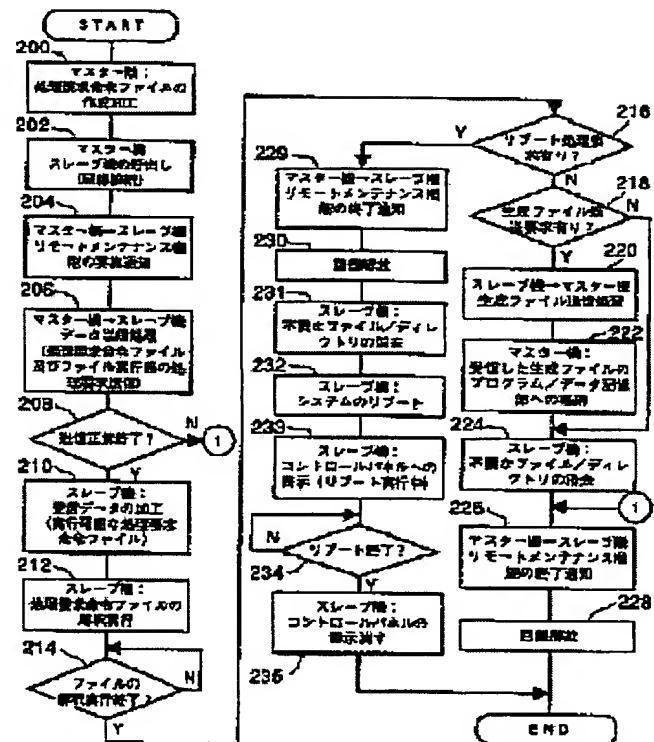 START
200
マスター機：
処理要求命令ファイルの
作成加工
202
マスター機
スレーブ機の呼出し
(回線接続)
204
マスター機→スレーブ機
リモートメンテナンス機
能の実施通知
206
マスター機→スレーブ機
データ送信処理
(処理要求命令ファイル
及びファイル実行後の処
理要求送信)
208
送信正常終了？
N
1
Y
210
スレーブ機：
受信データの加工
(実行可能な処理要求
命令ファイル)
212
スレーブ機：
処理要求命令ファイルの
解釈実行
214
ファイルの
解釈実行終了？
N
Y
216
リブート処理要
求有り？
Y
N
229
マスター機→スレーブ機
リモートメンテナンス機
能の終了通知
230
回線解放
231
スレーブ機：
不要なファイル/ディレ
クトリの消去
232
スレーブ機：
システムのリブート
233
スレーブ機：
コントロールパネルへの
表示 (リブート実行中)
234
リブート終了？
N
Y
235
スレーブ機：
コントロールパネルの
表示消す
218
生成ファイル転
送要求有り？
N
Y
220
スレーブ機→マスター機
生成ファイル送信処理
222
マスター機：
受信した生成ファイルの
プログラム/データ記憶
部への格納
224
スレーブ機：
不要なファイル/ディレ
クトリの消去
1
226
マスター機→スレーブ機
リモートメンテナンス機
能の終了通知
228
回線解放
END